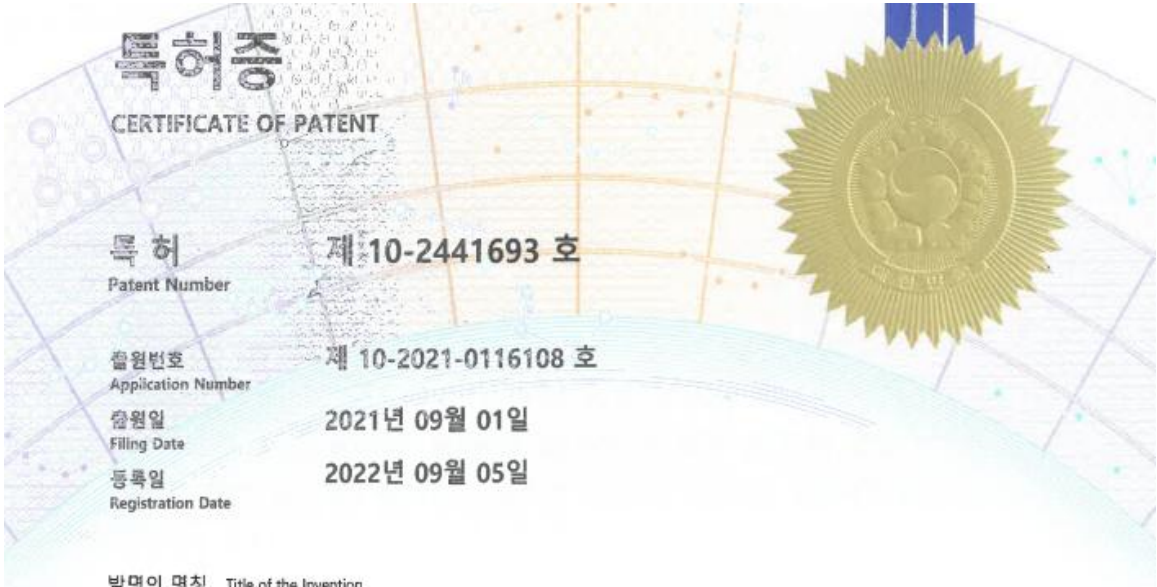 특허증
CERTIFICATE OF PATENT
특 허 제 10-2441693 호
Patent Number
출원번호 제 10-2021-0116108 호
Application Number
출원일 2021년 09월 01일
Filing Date
등록일 2022년 09월 05일
Registration Date
발명의 명칭 Title of the Invention